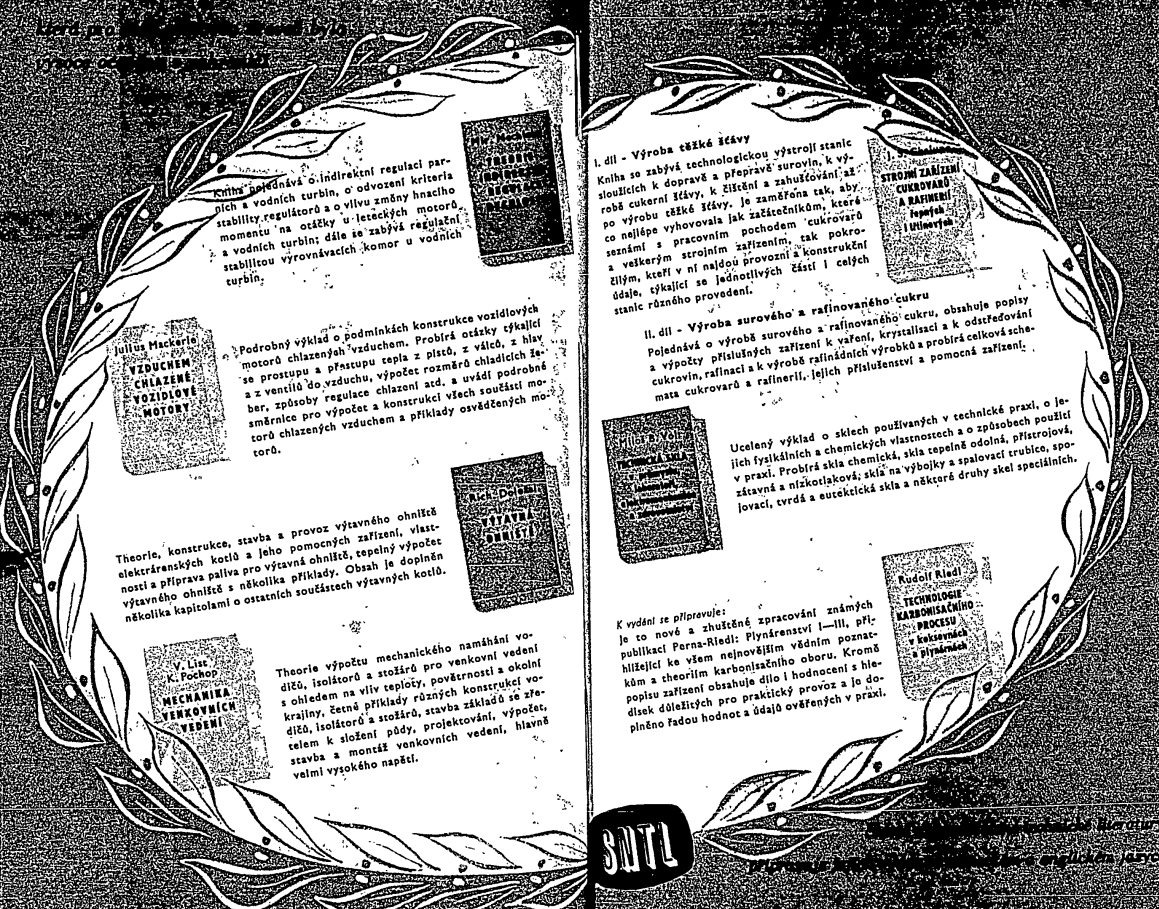 která pro
Kniha pojednává o indirektní regulaci par-
ních a vodních turbin, o odvození kriteria
stability regulátorů a o vlivu změny hnacího
momentu na otáčky u leteckých motorů
a vodních turbin; dále se zabývá regulační
stabilitou vyrovnávacích komor u vodních
turbin.
Julius Mackerle
VZDUCHEM
CHLAZENÉ
VOZIDLOVÉ
MOTORY
Podrobný výklad o podmínkách konstrukce vozidlových
motorů chlazených vzduchem. Probírá otázky týkající
se prostupu a přestupu tepla z pístů, z válců, z hlav
a z ventilů do vzduchu, výpočet rozměrů chladicích že-
ber, způsoby regulace chlazení atd. a uvádí podrobné
směrnice pro výpočet a konstrukci všech součástí mo-
torů chlazených vzduchem a příklady osvědčených mo-
torů.
Rich. Doležal
VÝTAVNÁ
OHNIŠTĚ
Theorie, konstrukce, stavba a provoz výtavného ohniště
elektrárenských kotlů a jeho pomocných zařízení, vlast-
nosti a příprava paliva pro výtavná ohniště, tepelný výpočet
výtavného ohniště s několika příklady. Obsah je doplněn
několika kapitolami o ostatních součástech výtavných kotlů.
V. List
K. Pochop
MECHANIKA
VENKOVNÍCH
VEDENÍ
Theorie výpočtu mechanického namáhání vo-
dičů, isolátorů a stožárů pro venkovní vedení
s ohledem na vliv teploty, povětrnosti a okolní
krajiny, četné příklady různých konstrukcí vo-
dičů, isolátorů a stožárů, stavba základů se zře-
telem k složení půdy, projektování, výpočet,
stavba a montáž venkovních vedení, hlavně
velmi vysokého napětí.
I. díl - Výroba těžké šťávy
Kniha so zabývá technologickou výstrojí stanic
sloužících k dopravě a přepravě surovin, k vý-
robě cukerní šťávy, k čištění a zahušťování až
po výrobu těžké šťávy. Je zaměřena tak, aby
co nejlépe vyhovovala jak začátečníkům, které
seznámí s pracovním pochodem cukrovarů
a veškerým strojním zařízením, tak pokro-
čilým, kteří v ní najdou provozní a konstrukční
údaje, týkající se jednotlivých částí i celých
stanic různého provedení.
STROJNÍ ZAŘÍZENÍ
CUKROVARŮ
A RAFINERIÍ
řepných
i třtinových
II. díl - Výroba surového a rafinovaného cukru
Pojednává o výrobě surového a rafinovaného cukru, obsahuje popisy
a výpočty příslušných zařízení k vaření, krystalisaci a k odstřeďování
cukrovin, rafinaci a k výrobě rafinádních výrobků a probírá celková sche-
mata cukrovarů a rafinerií, jejich příslušenství a pomocná zařízení.
Miloš B. Volf
TECHNICKÁ SKLA
Ucelený výklad o sklech používaných v technické praxi, o je-
jich fysikálních a chemických vlastnostech a o způsobech použití
v praxi. Probírá skla chemická, skla tepelně odolná, přístrojová,
zátavná a nízkotlaková, skla na výbojky a spalovací trubice, spo-
jovací, tvrdá a eutektická skla a některé druhy skel speciálních.
Rudolf Riedl
TECHNOLOGIE
KARBONISAČNÍHO
PROCESU
v koksovnách
a plynárnách
K vydání se připravuje:
Je to nové a zhuštěné zpracování známých
publikací Perna-Riedl: Plynárenství I—III, při-
hlížející ke všem nejnovějším vědním poznat-
kům a theoriím karbonisačního oboru. Kromě
popisu zařízení obsahuje dílo i hodnocení s hle-
disek důležitých pro praktický provoz a je do-
plněno řadou hodnot a údajů ověřených v praxi.
SNTL
technické literatur
anglickém jazyc